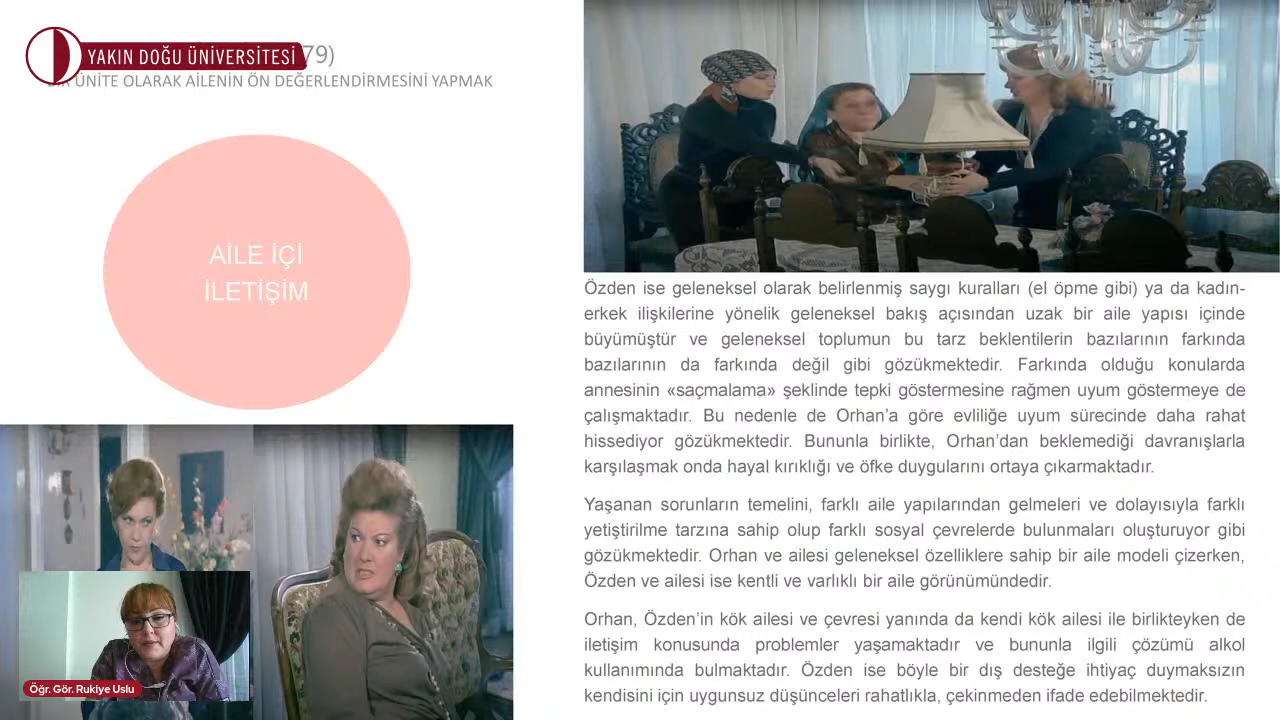 YAKIN DOĞU ÜNİVERSİTESİ
79)
BİR ÜNİTE OLARAK AİLENİN ÖN DEĞERLENDİRMESİNİ YAPMAK
AİLE İÇİ
İLETİŞİM
Özden ise geleneksel olarak belirlenmiş saygı kuralları (el öpme gibi) ya da kadın-
erkek ilişkilerine yönelik geleneksel bakış açısından uzak bir aile yapısı içinde
büyümüştür ve geleneksel toplumun bu tarz beklentilerin bazılarının farkında
bazılarının da farkında değil gibi gözükmektedir. Farkında olduğu konularda
annesinin «saçmalama» şeklinde tepki göstermesine rağmen uyum göstermeye de
çalışmaktadır. Bu nedenle de Orhan’a göre evliliğe uyum sürecinde daha rahat
hissediyor gözükmektedir. Bununla birlikte, Orhan’dan beklemediği davranışlarla
karşılaşmak onda hayal kırıklığı ve öfke duygularını ortaya çıkarmaktadır.
Yaşanan sorunların temelini, farklı aile yapılarından gelmeleri ve dolayısıyla farklı
yetiştirilme tarzına sahip olup farklı sosyal çevrelerde bulunmaları oluşturuyor gibi
gözükmektedir. Orhan ve ailesi geleneksel özelliklere sahip bir aile modeli çizerken,
Özden ve ailesi ise kentli ve varlıklı bir aile görünümündedir.
Orhan, Özden’in kök ailesi ve çevresi yanında da kendi kök ailesi ile birlikteyken de
iletişim konusunda problemler yaşamaktadır ve bununla ilgili çözümü alkol
kullanımında bulmaktadır. Özden ise böyle bir dış desteğe ihtiyaç duymaksızın
kendisini için uygunsuz düşünceleri rahatlıkla, çekinmeden ifade edebilmektedir.
Öğr. Gör. Rukiye Uslu